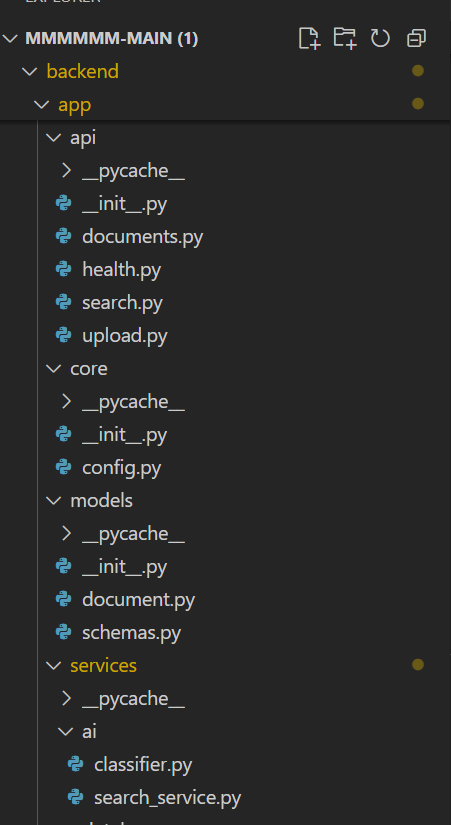 MMMMMM-MAIN (1)
backend
app
api
__pycache__
__init__.py
documents.py
health.py
search.py
upload.py
core
__pycache__
__init__.py
config.py
models
__pycache__
__init__.py
document.py
schemas.py
services
__pycache__
ai
classifier.py
search_service.py